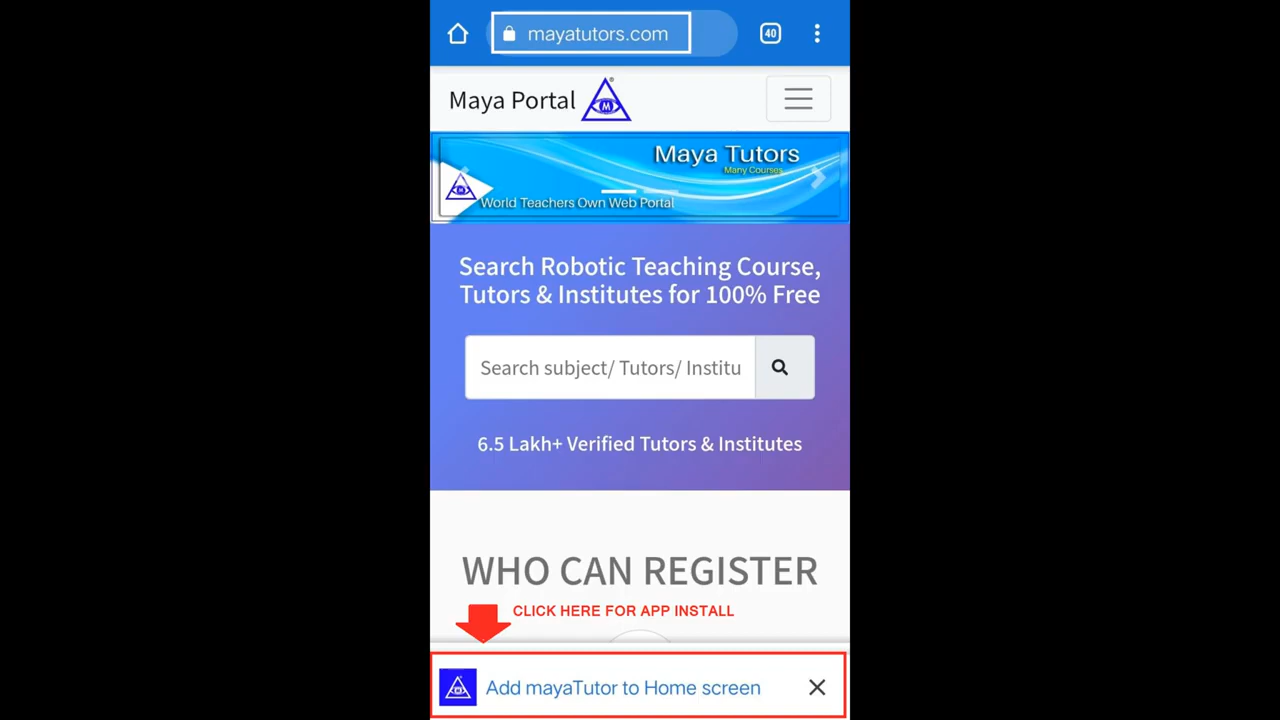 mayatutors.com
40
Maya Portal
M
Maya Tutors
Many Courses
World Teachers Own Web Portal
Search Robotic Teaching Course,
Tutors & Institutes for 100% Free
Search subject/ Tutors/ Institu
6.5 Lakh+ Verified Tutors & Institutes
WHO CAN REGISTER
CLICK HERE FOR APP INSTALL
Add mayaTutor to Home screen